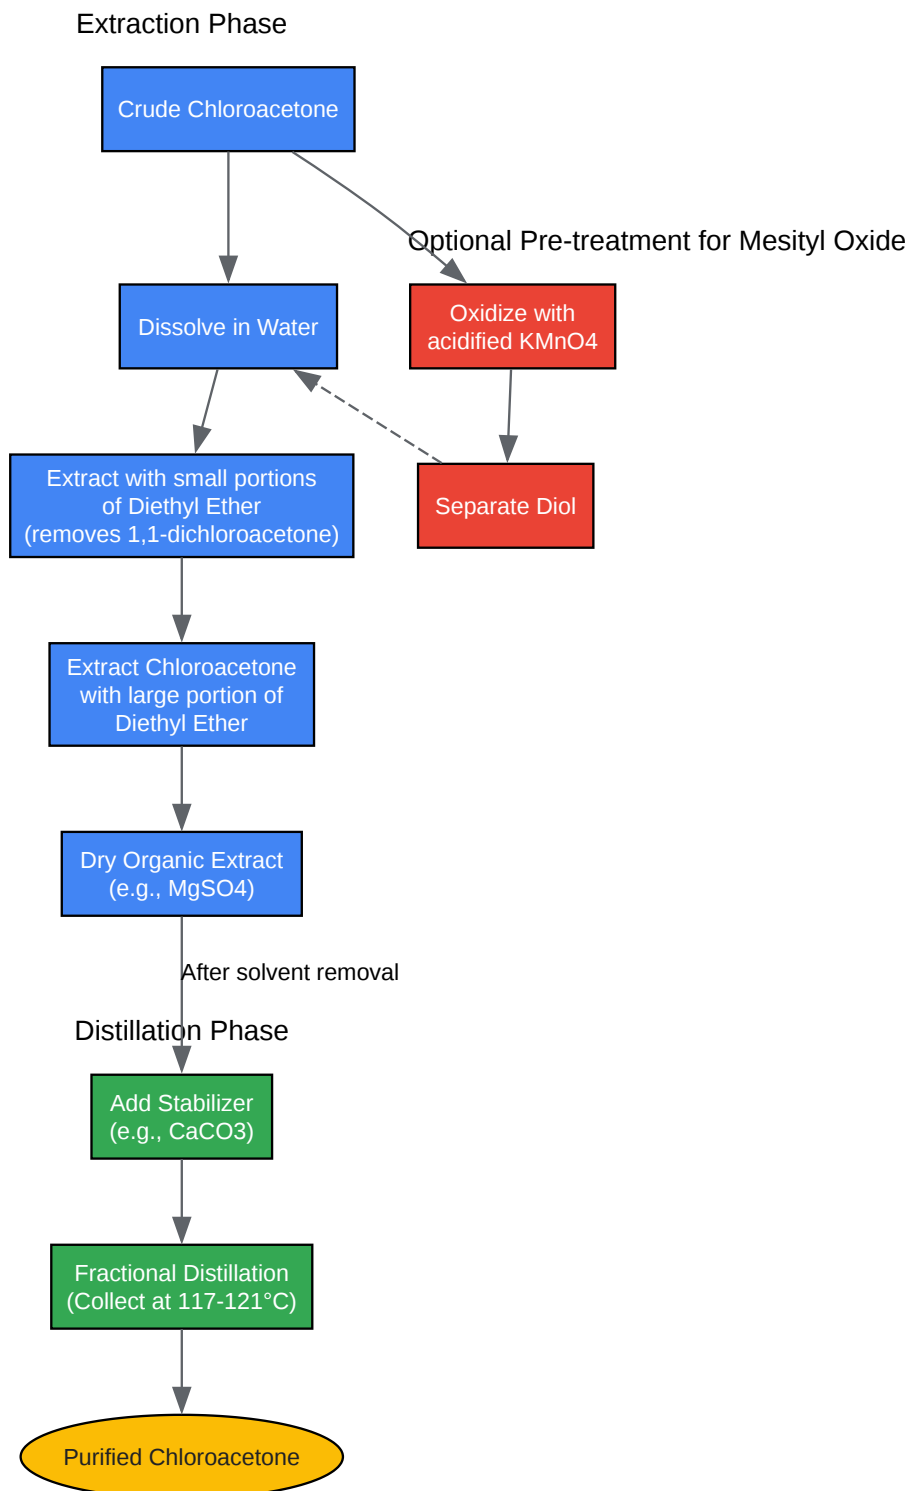 Extraction Phase
Crude Chloroacetone
Optional Pre-treatment for Mesityl Oxide
Dissolve in Water
Oxidize with
acidified KMnO4
Extract with small portions
of Diethyl Ether
(removes 1,1-dichloroacetone)
Separate Diol
Extract Chloroacetone
with large portion of
Diethyl Ether
Dry Organic Extract
(e.g., MgSO4)
After solvent removal
Distillation Phase
Add Stabilizer
(e.g., CaCO3)
Fractional Distillation
(Collect at 117-121°C)
Purified Chloroacetone